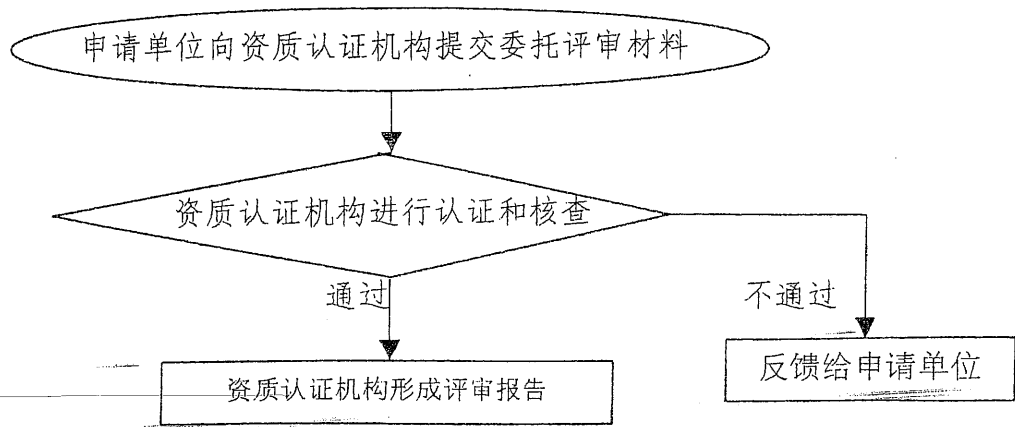 申请单位向资质认证机构提交委托评审材料
资质认证机构进行认证和核查
通过
不通过
资质认证机构形成评审报告
反馈给申请单位